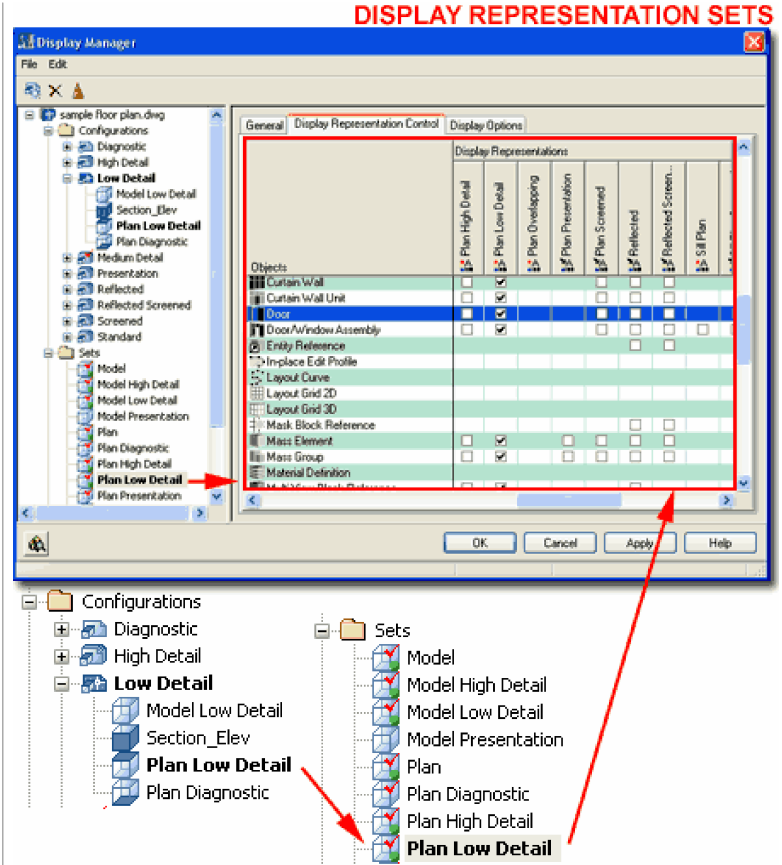 DISPLAY REPRESENTATION SETS
Display Manager
File Edit
sample floor plan.dwg
Configurations
Diagnostic
High Detail
Low Detail
Model Low Detail
Section_Elev
Plan Low Detail
Plan Diagnostic
Medium Detail
Presentation
Reflected
Reflected Screened
Screened
Standard
Sets
Model
Model High Detail
Model Low Detail
Model Presentation
Plan
Plan Diagnostic
Plan High Detail
Plan Low Detail
Plan Presentation
General Display Representation Control Display Options
Display Representations
Plan High Detail
Plan Low Detail
Plan Overlapping
Plan Presentation
Plan Screened
Reflected
Reflected Screen...
Sill Plan
Objects
Curtain Wall
Curtain Wall Unit
Door
Door/Window Assembly
Entity Reference
In-place Edit Profile
Layout Curve
Layout Grid 2D
Layout Grid 3D
Mask Block Reference
Mass Element
Mass Group
Material Definition
OK Cancel Apply Help
Configurations
Diagnostic
High Detail
Low Detail
Model Low Detail
Section_Elev
Plan Low Detail
Plan Diagnostic
Sets
Model
Model High Detail
Model Low Detail
Model Presentation
Plan
Plan Diagnostic
Plan High Detail
Plan Low Detail